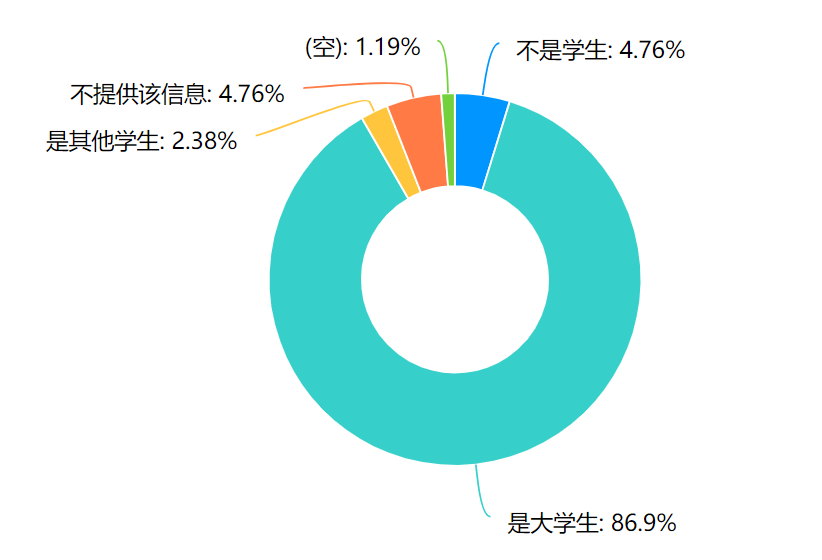 (空): 1.19%
不是学生: 4.76%
不提供该信息: 4.76%
是其他学生: 2.38%
是大学生: 86.9%